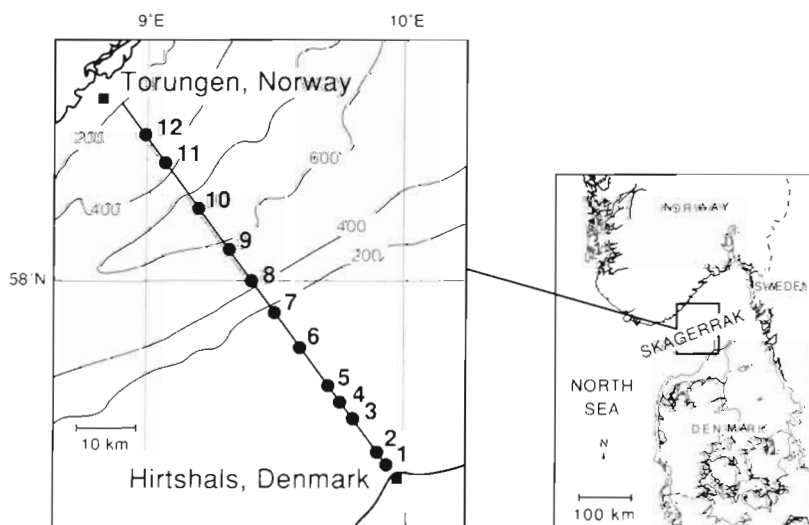 9°E 10°E
Torungen, Norway
12
11
200
10
600
400
9
400
200
58°N
8
7
6
5
4
3
10 km
2
1
Hirtshals, Denmark
NORWAY
SWEDEN
SKAGERRAK
NORTH
SEA
DENMARK
N
100 km